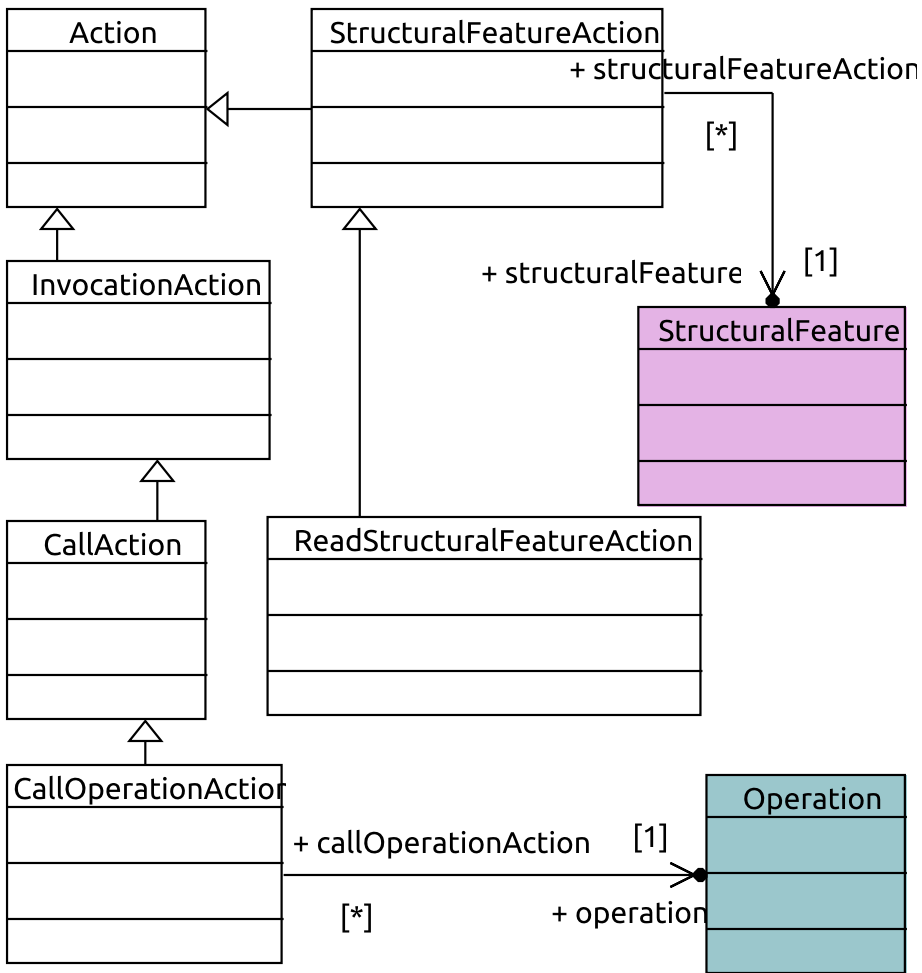 Action
StructuralFeatureAction
+ structuralFeatureAction
[*]
+ structuralFeature
[1]
InvocationAction
StructuralFeature
CallAction
ReadStructuralFeatureAction
CallOperationAction
Operation
+ callOperationAction
[1]
[*]
+ operation